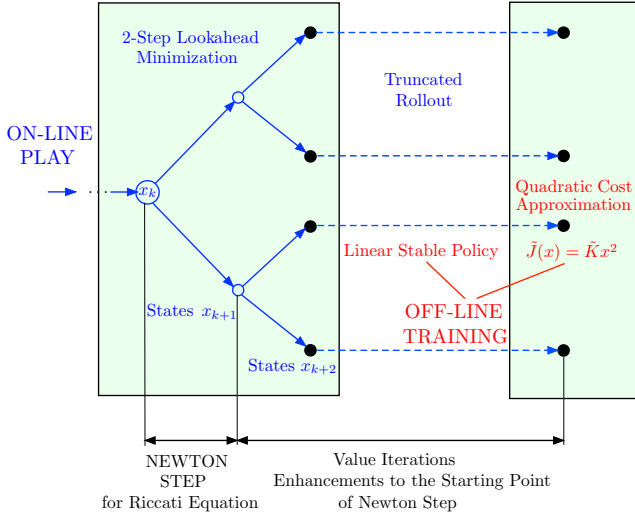 2-Step Lookahead
Minimization
Truncated
Rollout
ON-LINE
PLAY
x_k
Quadratic Cost
Approximation
Linear Stable Policy
J̃(x) = K̃x²
States x_{k+1}
OFF-LINE
TRAINING
States x_{k+2}
NEWTON
STEP
for Riccati Equation
Value Iterations
Enhancements to the Starting Point
of Newton Step